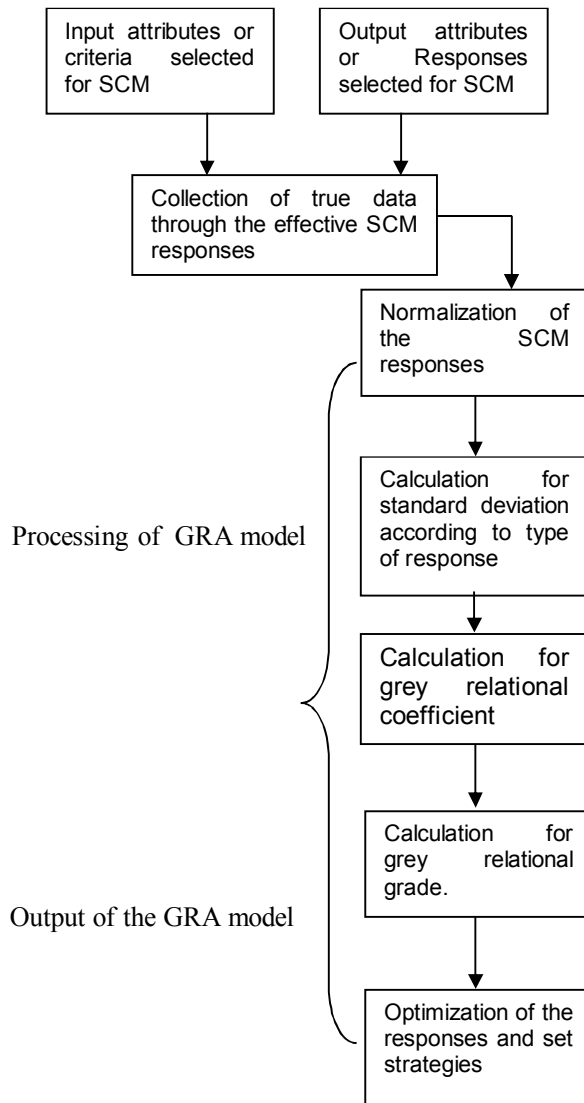 Input attributes or
criteria selected
for SCM
Output attributes
or Responses
selected for SCM
Collection of true data
through the effective SCM
responses
Normalization of
the SCM
responses
Calculation for
standard deviation
according to type
of response
Processing of GRA model
Calculation for
grey relational
coefficient
Calculation for
grey relational
grade.
Output of the GRA model
Optimization of the
responses and set
strategies